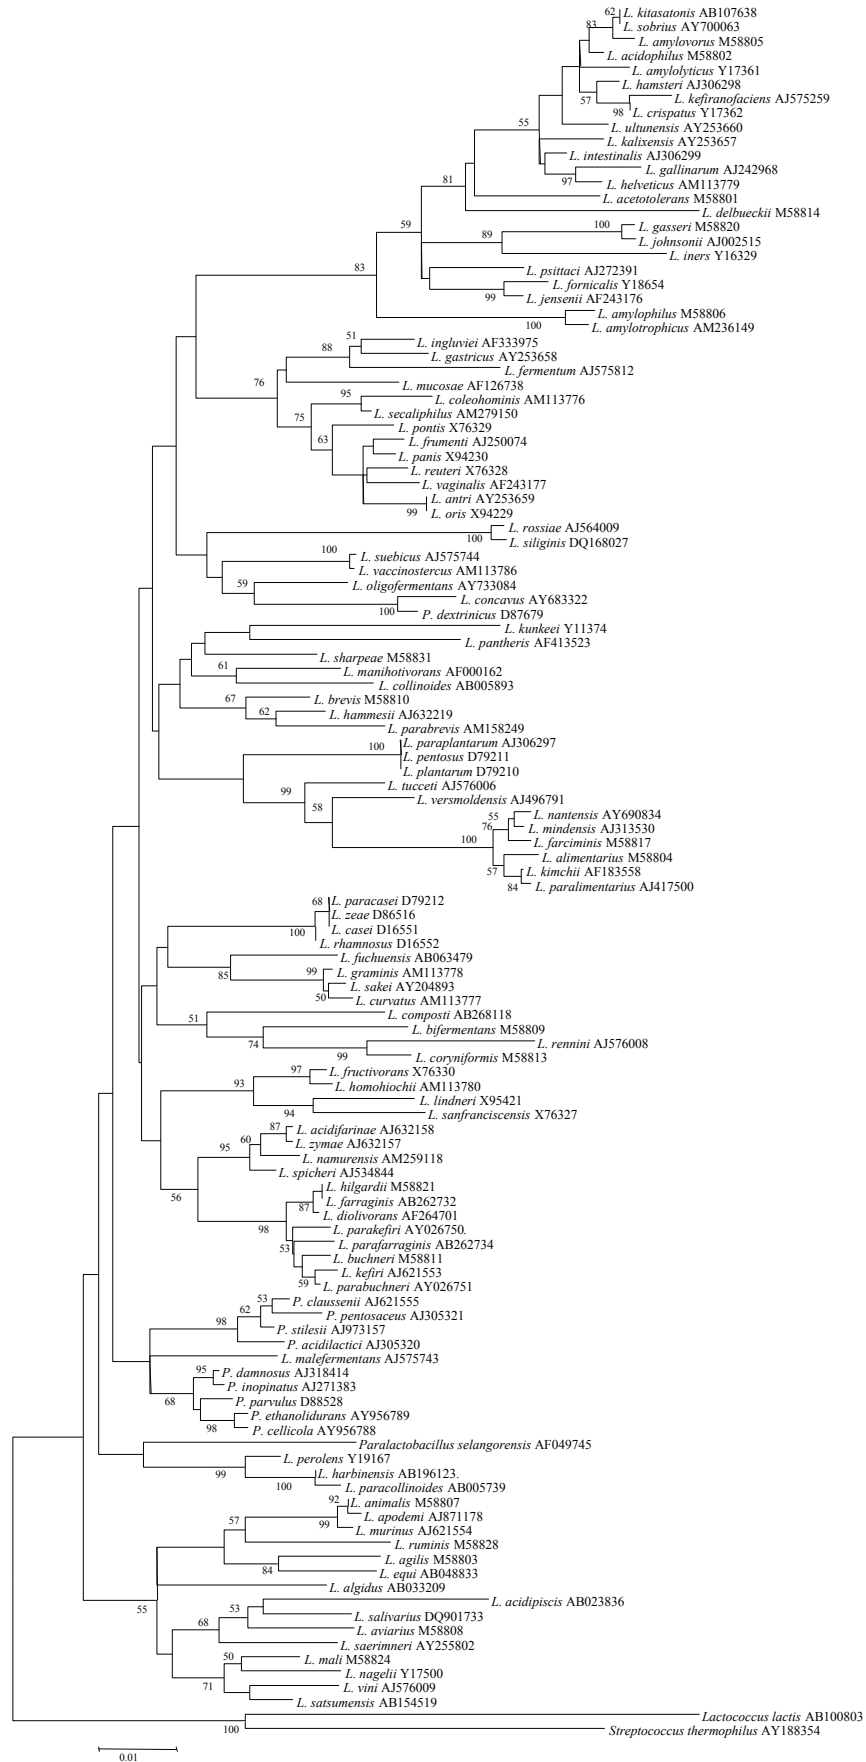 62 L. kitasatonis AB107638
83 L. sobrius AY700063
L. amylovorus M58805
L. acidophilus M58802
L. amylolyticus Y17361
L. hamsteri AJ306298
57 L. kefiranofaciens AJ575259
98 L. crispatus Y17362
55 L. ultunensis AY253660
L. kalixensis AY253657
L. intestinalis AJ306299
L. gallinarum AJ242968
97 L. helveticus AM113779
81 L. acetotolerans M58801
L. delbueckii M58814
59 100 L. gasseri M58820
89 L. johnsonii AJ002515
L. iners Y16329
83 L. psittaci AJ272391
L. fornicalis Y18654
99 L. jensenii AF243176
L. amylophilus M58806
100 L. amylotrophicus AM236149
51 L. ingluviei AF333975
88 L. gastricus AY253658
L. fermentum AJ575812
76 L. mucosae AF126738
95 L. coleohominis AM113776
75 L. secaliphilus AM279150
L. pontis X76329
63 L. frumenti AJ250074
L. panis X94230
L. reuteri X76328
L. vaginalis AF243177
L. antri AY253659
99 L. oris X94229
L. rossiae AJ564009
100 L. siliginis DQ168027
100 L. suebicus AJ575744
L. vaccinostercus AM113786
59 L. oligofermentans AY733084
L. concavus AY683322
100 P. dextrinicus D87679
L. kunkeei Y11374
L. pantheris AF413523
L. sharpeae M58831
61 L. manihotivorans AF000162
L. collinoides AB005893
67 L. brevis M58810
62 L. hammesii AJ632219
L. parabrevis AM158249
100 L. paraplantarum AJ306297
L. pentosus D79211
L. plantarum D79210
99 L. tucceti AJ576006
58 L. versmoldensis AJ496791
55 L. nantensis AY690834
76 L. mindensis AJ313530
100 L. farciminis M58817
L. alimentarius M58804
57 L. kimchii AF183558
84 L. paralimentarius AJ417500
68 L. paracasei D79212
L. zeae D86516
100 L. casei D16551
L. rhamnosus D16552
L. fuchuensis AB063479
85 99 L. graminis AM113778
L. sakei AY204893
50 L. curvatus AM113777
51 L. composti AB268118
L. bifermentans M58809
74 L. rennini AJ576008
99 L. coryniformis M58813
97 L. fructivorans X76330
93 L. homohiochii AM113780
L. lindneri X95421
94 L. sanfranciscensis X76327
87 L. acidifarinae AJ632158
60 L. zymae AJ632157
95 L. namurensis AM259118
L. spicheri AJ534844
56 L. hilgardii M58821
87 L. farraginis AB262732
L. diolivorans AF264701
98 L. parakefiri AY026750.
53 L. parafarraginis AB262734
L. buchneri M58811
L. kefiri AJ621553
59 L. parabuchneri AY026751
53 P. claussenii AJ621555
62 P. pentosaceus AJ305321
98 P. stilesii AJ973157
P. acidilactici AJ305320
L. malefermentans AJ575743
95 P. damnosus AJ318414
P. inopinatus AJ271383
68 P. parvulus D88528
P. ethanolidurans AY956789
98 P. cellicola AY956788
Paralactobacillus selangorensis AF049745
L. perolens Y19167
99 L. harbinensis AB196123.
100 L. paracollinoides AB005739
92 L. animalis M58807
57 L. apodemi AJ871178
99 L. murinus AJ621554
L. ruminis M58828
L. agilis M58803
84 L. equi AB048833
L. algidus AB033209
55 L. acidipiscis AB023836
53 L. salivarius DQ901733
68 L. aviarius M58808
L. saerimneri AY255802
50 L. mali M58824
L. nagelii Y17500
71 L. vini AJ576009
L. satsumensis AB154519
Lactococcus lactis AB100803
100 Streptococcus thermophilus AY188354
0.01